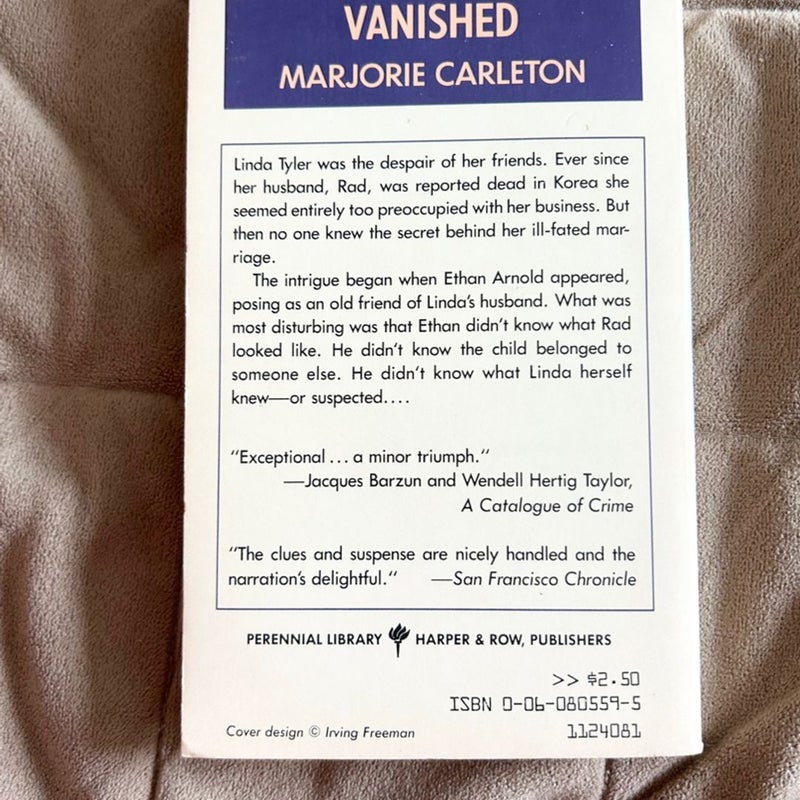 VANISHED
MARJORIE CARLETON
Linda Tyler was the despair of her friends. Ever since
her husband, Rad, was reported dead in Korea she
seemed entirely too preoccupied with her business. But
then no one knew the secret behind her ill-fated mar-
riage.
The intrigue began when Ethan Arnold appeared,
posing as an old friend of Linda's husband. What was
most disturbing was that Ethan didn't know what Rad
looked like. He didn't know the child belonged to
someone else. He didn't know what Linda herself
knew—or suspected....
"Exceptional ... a minor triumph."
—Jacques Barzun and Wendell Hertig Taylor,
A Catalogue of Crime
"The clues and suspense are nicely handled and the
narration's delightful." —San Francisco Chronicle
PERENNIAL LIBRARY HARPER & ROW, PUBLISHERS
>> $2.50
ISBN 0-06-080559-5
Cover design © Irving Freeman 1124081